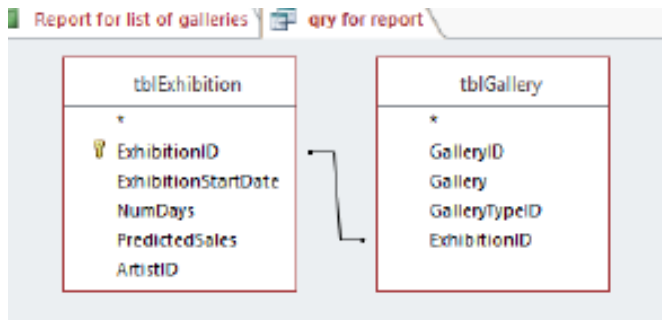 Report for list of galleries
qry for report
tblExhibition
*
ExhibitionID
ExhibitionStartDate
NumDays
PredictedSales
ArtistID
tblGallery
*
GalleryID
Gallery
GalleryTypeID
ExhibitionID